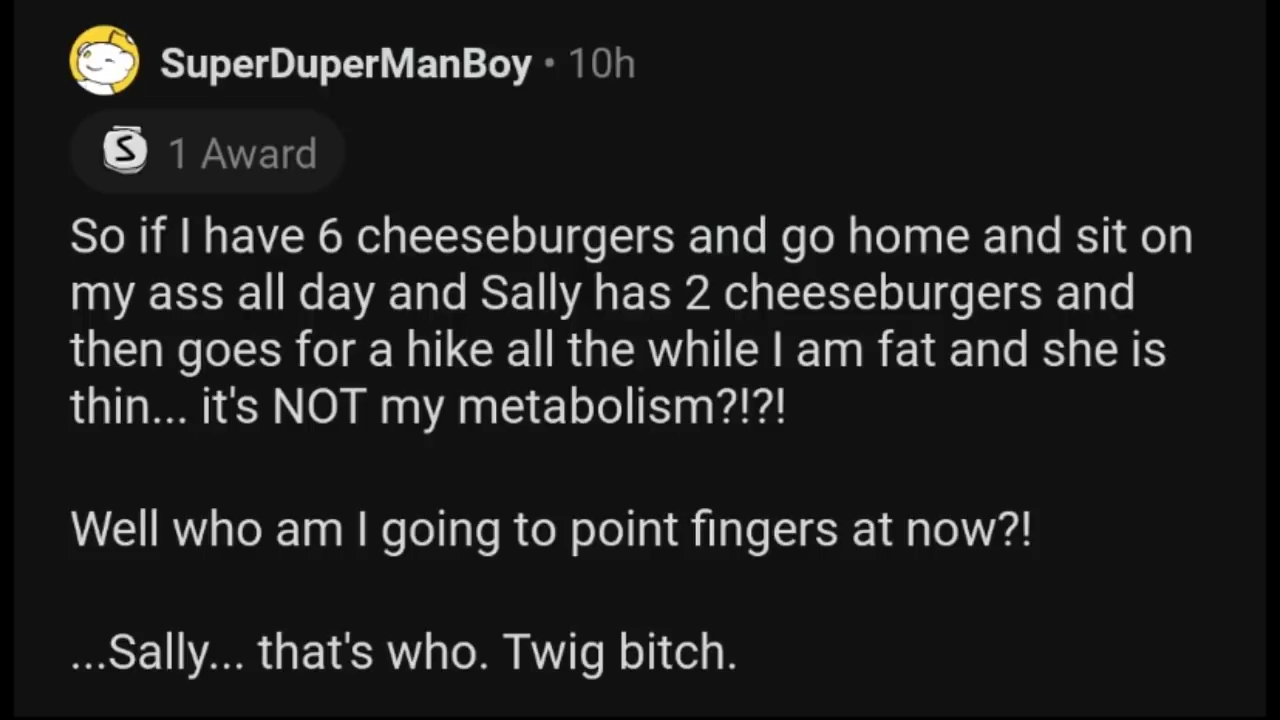 SuperDuperManBoy • 10h
S 1 Award
So if I have 6 cheeseburgers and go home and sit on
my ass all day and Sally has 2 cheeseburgers and
then goes for a hike all the while I am fat and she is
thin... it's NOT my metabolism?!?!
Well who am I going to point fingers at now?!
...Sally... that's who. Twig bitch.